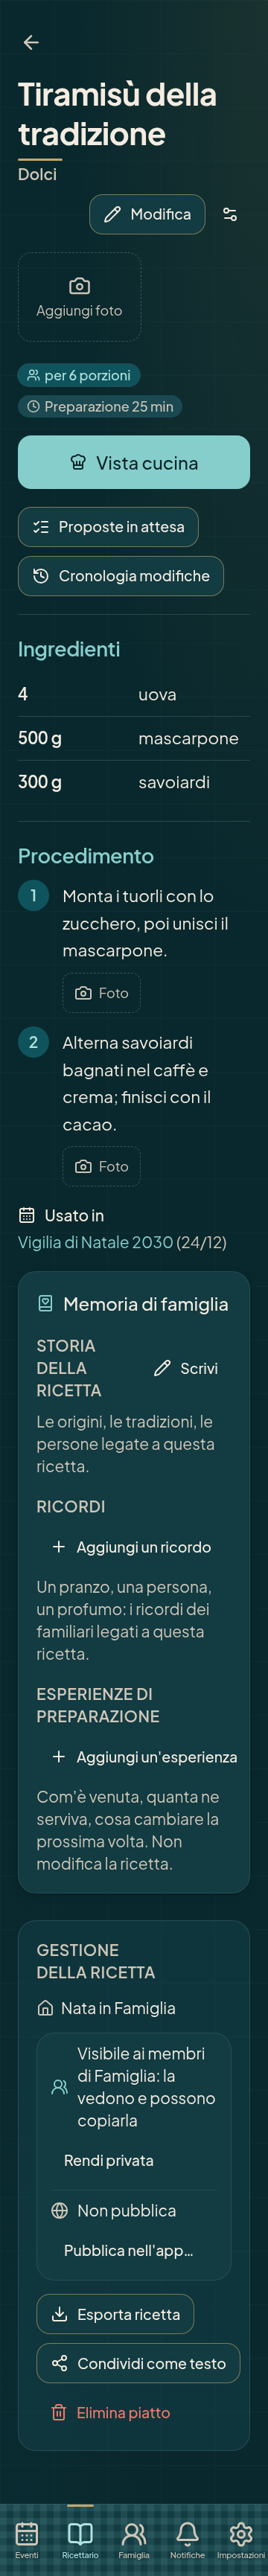 Tiramisù della
tradizione
Dolci
Modifica
Aggiungi foto
per 6 porzioni
Preparazione 25 min
Vista cucina
Proposte in attesa
Cronologia modifiche
Ingredienti
4 uova
500 g mascarpone
300 g savoiardi
Procedimento
1 Monta i tuorli con lo
zucchero, poi unisci il
mascarpone.
Foto
2 Alterna savoiardi
bagnati nel caffè e
crema; finisci con il
cacao.
Foto
Usato in
Vigilia di Natale 2030 (24/12)
Memoria di famiglia
STORIA
DELLA
RICETTA
Scrivi
Le origini, le tradizioni, le
persone legate a questa
ricetta.
RICORDI
Aggiungi un ricordo
Un pranzo, una persona,
un profumo: i ricordi dei
familiari legati a questa
ricetta.
ESPERIENZE DI
PREPARAZIONE
Aggiungi un'esperienza
Com'è venuta, quanta ne
serviva, cosa cambiare la
prossima volta. Non
modifica la ricetta.
GESTIONE
DELLA RICETTA
Nata in Famiglia
Visibile ai membri
di Famiglia: la
vedono e possono
copiarla
Rendi privata
Non pubblica
Pubblica nell'app…
Esporta ricetta
Condividi come testo
Elimina piatto
Eventi Ricettario Famiglia Notifiche Impostazioni